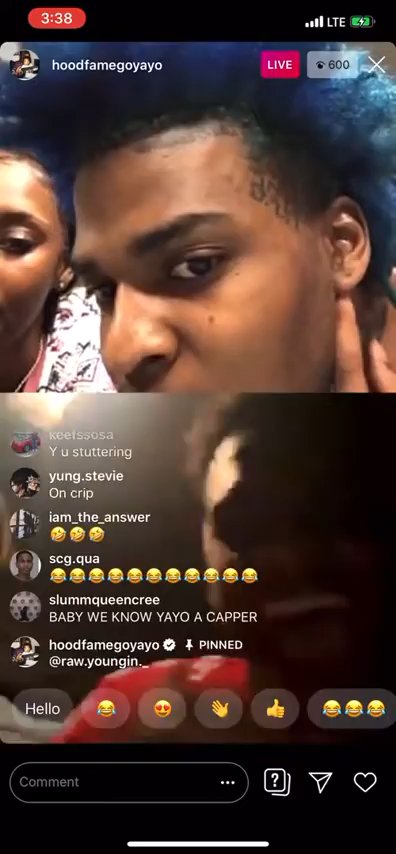 3:38
LTE
hoodfamegoyayo
LIVE
600
keefssosa
Y u stuttering
yung.stevie
On crip
iam_the_answer
🤣🤣🤣
scg.qua
😂😂😂😂😂😂😂😂😂😂😂
slummqueencree
BABY WE KNOW YAYO A CAPPER
hoodfamegoyayo PINNED
@raw.youngin._
Hello 😂 😍 👋 👍 😂😂😂
Comment ...